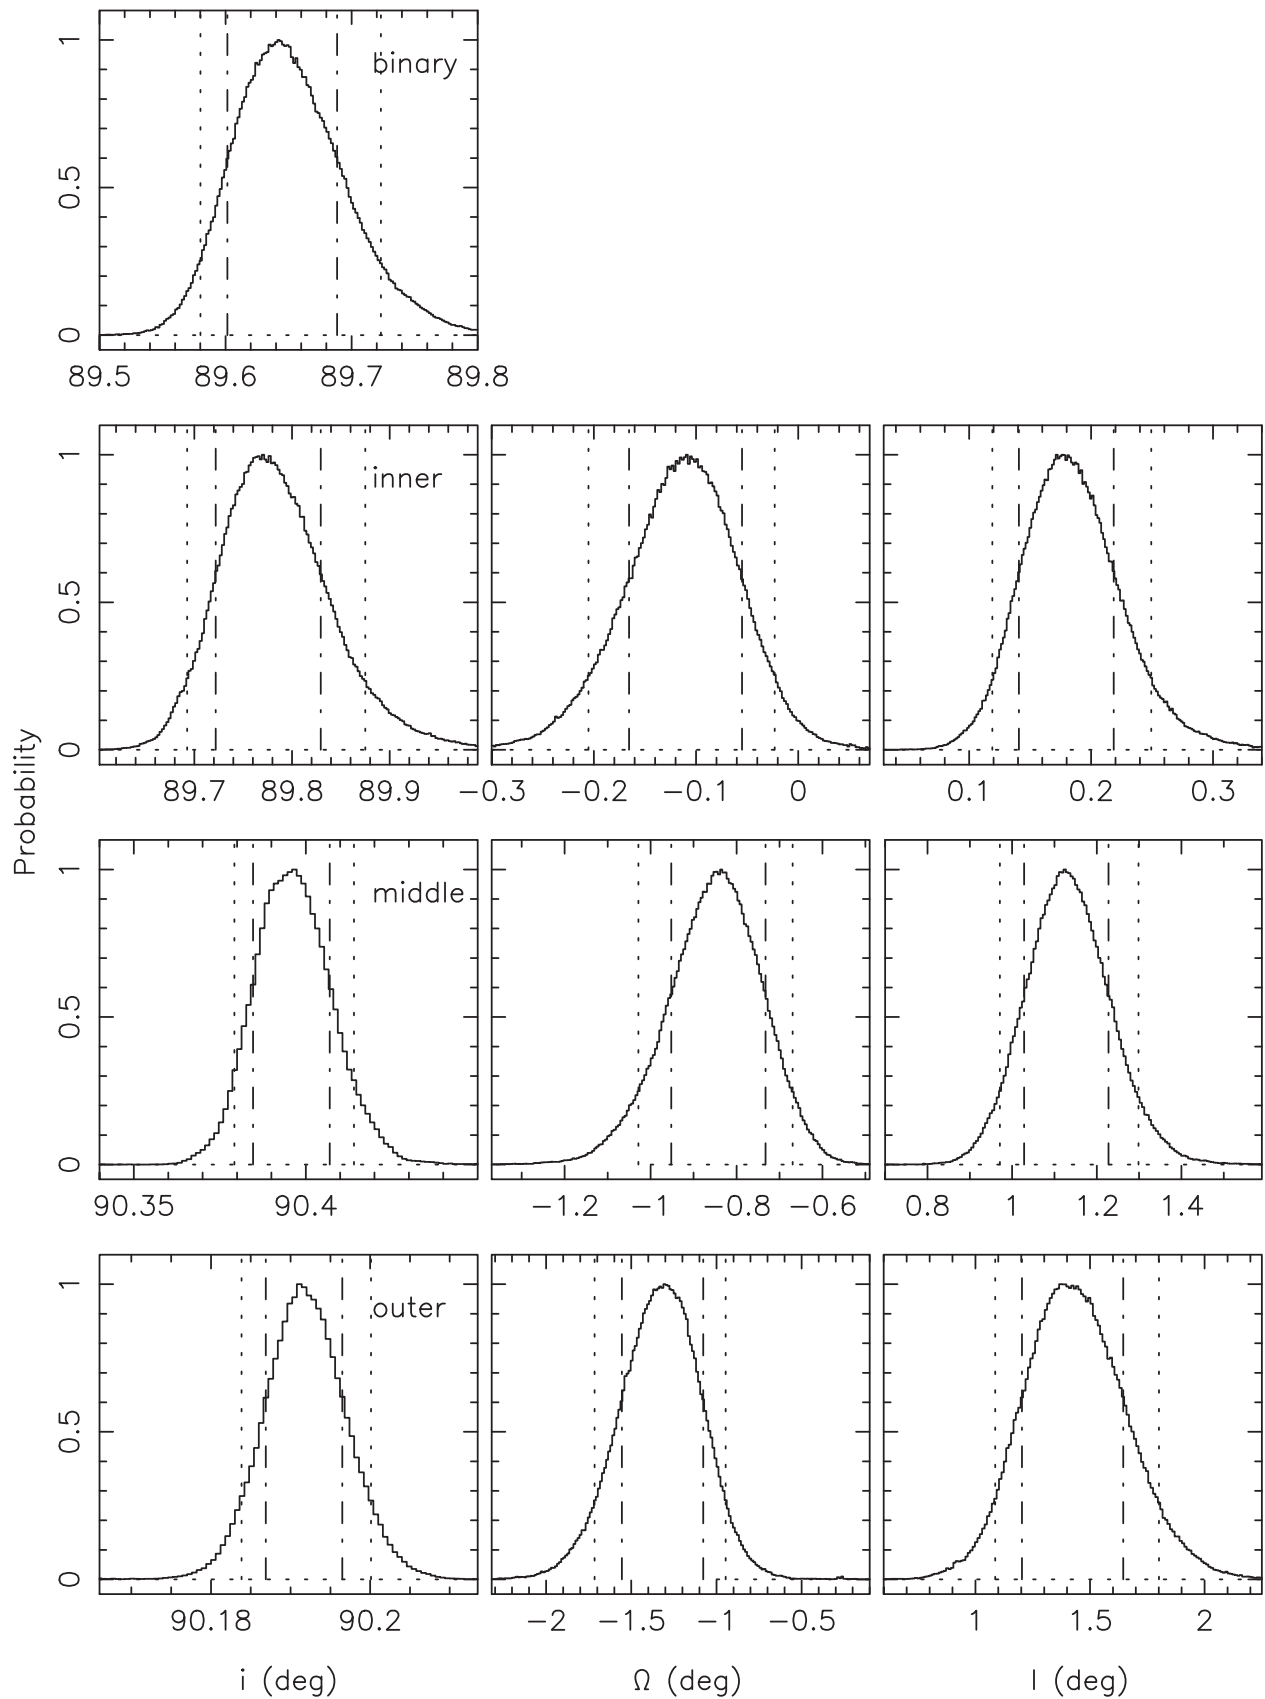 1
0.5
0
binary
89.5 89.6 89.7 89.8
1
0.5
0
inner
89.7 89.8 89.9 −0.3 −0.2 −0.1 0 0.1 0.2 0.3
Probability
1
0.5
0
middle
90.35 90.4 −1.2 −1 −0.8 −0.6 0.8 1 1.2 1.4
1
0.5
0
outer
90.18 90.2 −2 −1.5 −1 −0.5 1 1.5 2
i (deg) Ω (deg) I (deg)